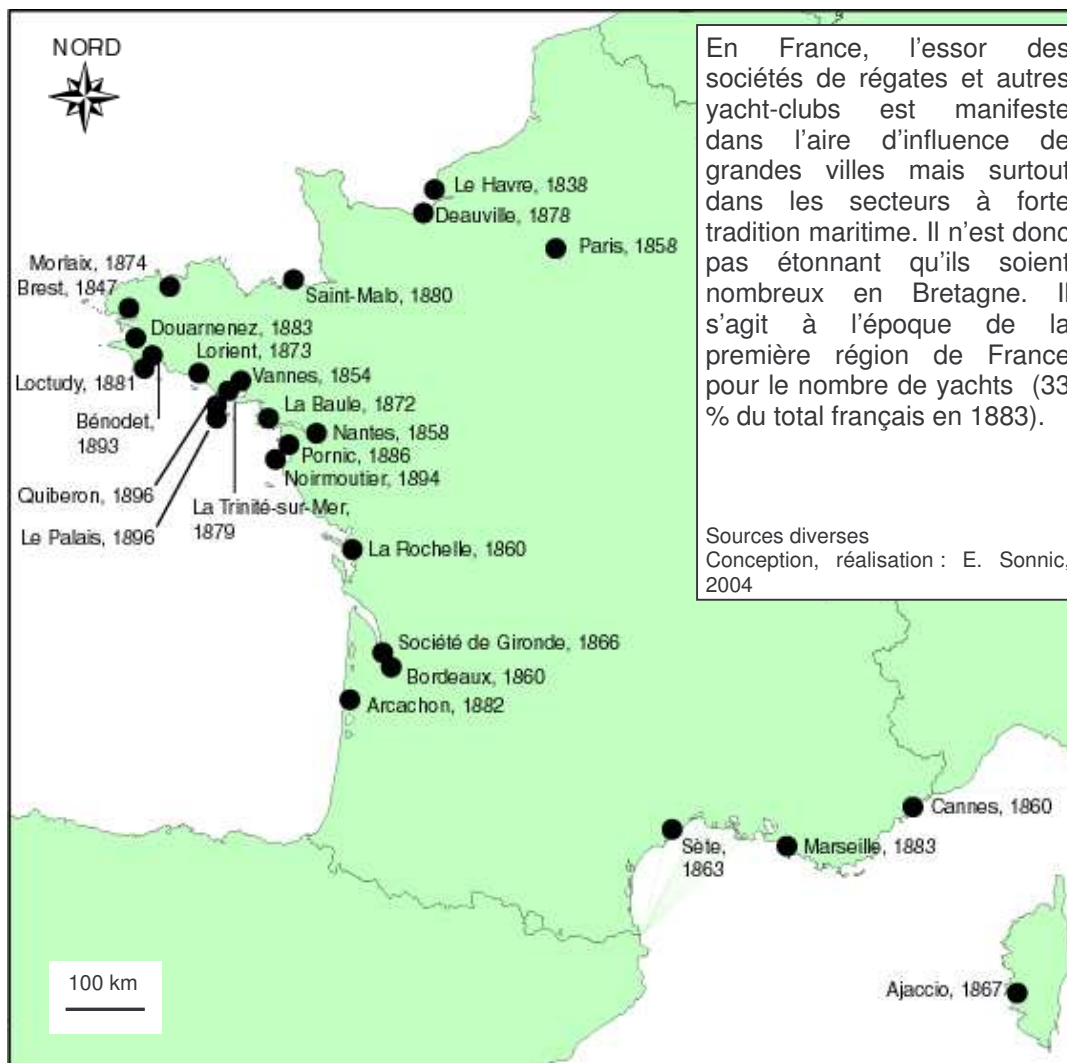 NORD
En France, l’essor des
sociétés de régates et autres
yacht-clubs est manifeste
dans l’aire d’influence de
grandes villes mais surtout
dans les secteurs à forte
tradition maritime. Il n’est donc
pas étonnant qu’ils soient
nombreux en Bretagne. Il
s’agit à l’époque de la
première région de France
pour le nombre de yachts (33
% du total français en 1883).
Sources diverses
Conception, réalisation : E. Sonnic,
2004
Le Havre, 1838
Deauville, 1878
Paris, 1858
Morlaix, 1874
Brest, 1847
Saint-Malo, 1880
Douarnenez, 1883
Lorient, 1873
Loctudy, 1881
Vannes, 1854
Bénodet,
1893
La Baule, 1872
Nantes, 1858
Pornic, 1886
Noirmoutier, 1894
Quiberon, 1896
La Trinité-sur-Mer,
1879
Le Palais, 1896
La Rochelle, 1860
Société de Gironde, 1866
Bordeaux, 1860
Arcachon, 1882
Cannes, 1860
Sète,
1863
Marseille, 1883
Ajaccio, 1867
100 km